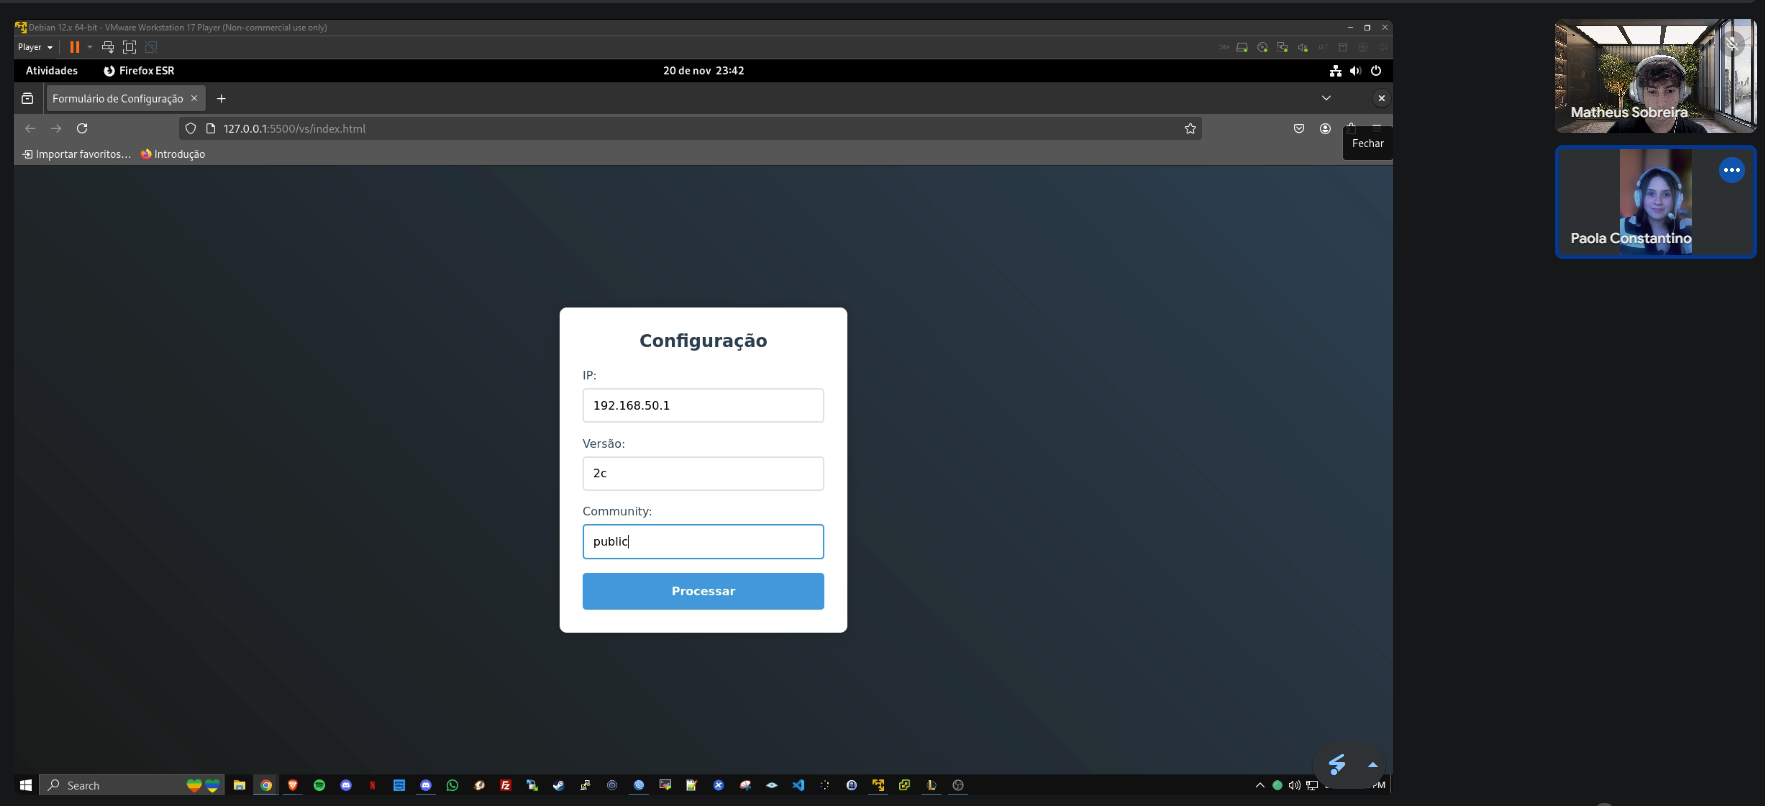 Debian 12.x 64-bit - VMware Workstation 17 Player (Non-commercial use only)
Player
Atividades
Firefox ESR
20 de nov 23:42
Formulário de Configuração
127.0.0.1:5500/vs/index.html
Importar favoritos...
Introdução
Fechar
Configuração
IP:
192.168.50.1
Versão:
2c
Community:
public
Processar
Search
PM
Matheus Sobreira
Paola Constantino